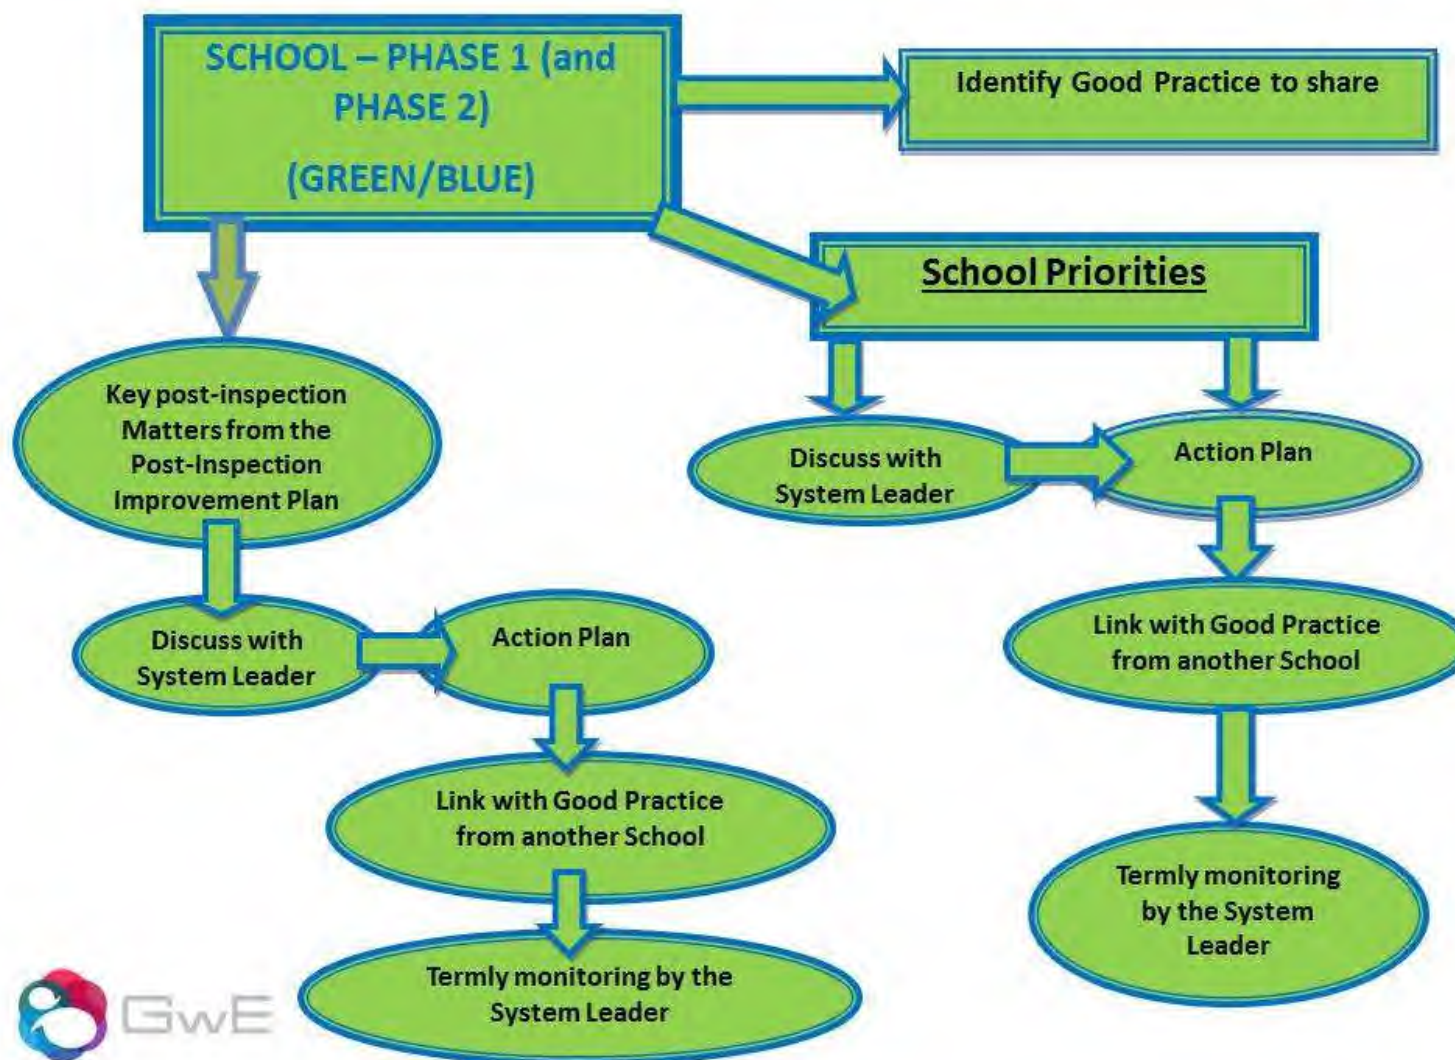 SCHOOL – PHASE 1 (and
PHASE 2)
(GREEN/BLUE)
Identify Good Practice to share
School Priorities
Key post-inspection
Matters from the
Post-Inspection
Improvement Plan
Discuss with
System Leader
Action Plan
Link with Good Practice
from another School
Termly monitoring by the
System Leader
Discuss with
System Leader
Action Plan
Link with Good Practice
from another School
Termly monitoring
by the System
Leader
GwE